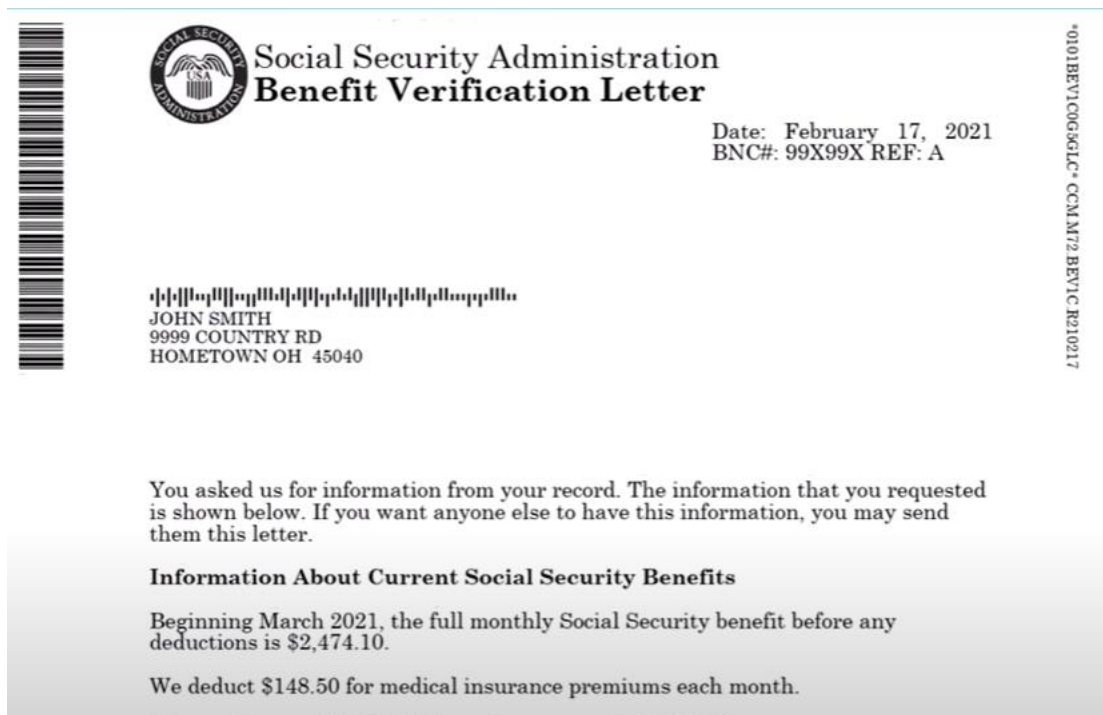 SOCIAL SECURITY ADMINISTRATION
USA
Social Security Administration
Benefit Verification Letter
Date: February 17, 2021
BNC#: 99X99X REF: A
*0101BEV1C0G5GLC* CCM.M72.BEV1C.R210217
JOHN SMITH
9999 COUNTRY RD
HOMETOWN OH 45040
You asked us for information from your record. The information that you requested
is shown below. If you want anyone else to have this information, you may send
them this letter.
Information About Current Social Security Benefits
Beginning March 2021, the full monthly Social Security benefit before any
deductions is $2,474.10.
We deduct $148.50 for medical insurance premiums each month.